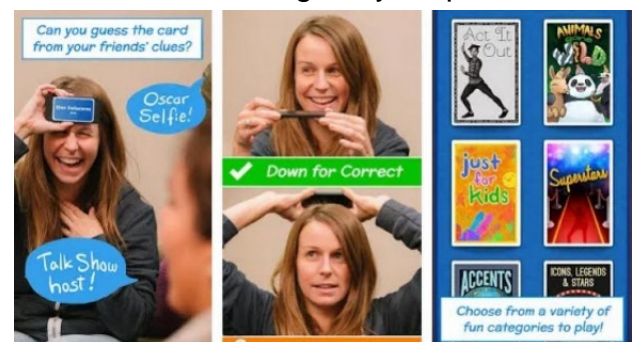 Can you guess the card
from your friends' clues?
Oscar
Selfie!
Talk Show
host!
Down for Correct
Act It
Out
ANIMALS
GONE
WILD
just
for
kids
Superstars
ACCENTS
ICONS, LEGENDS
& STARS
Choose from a variety of
fun categories to play!